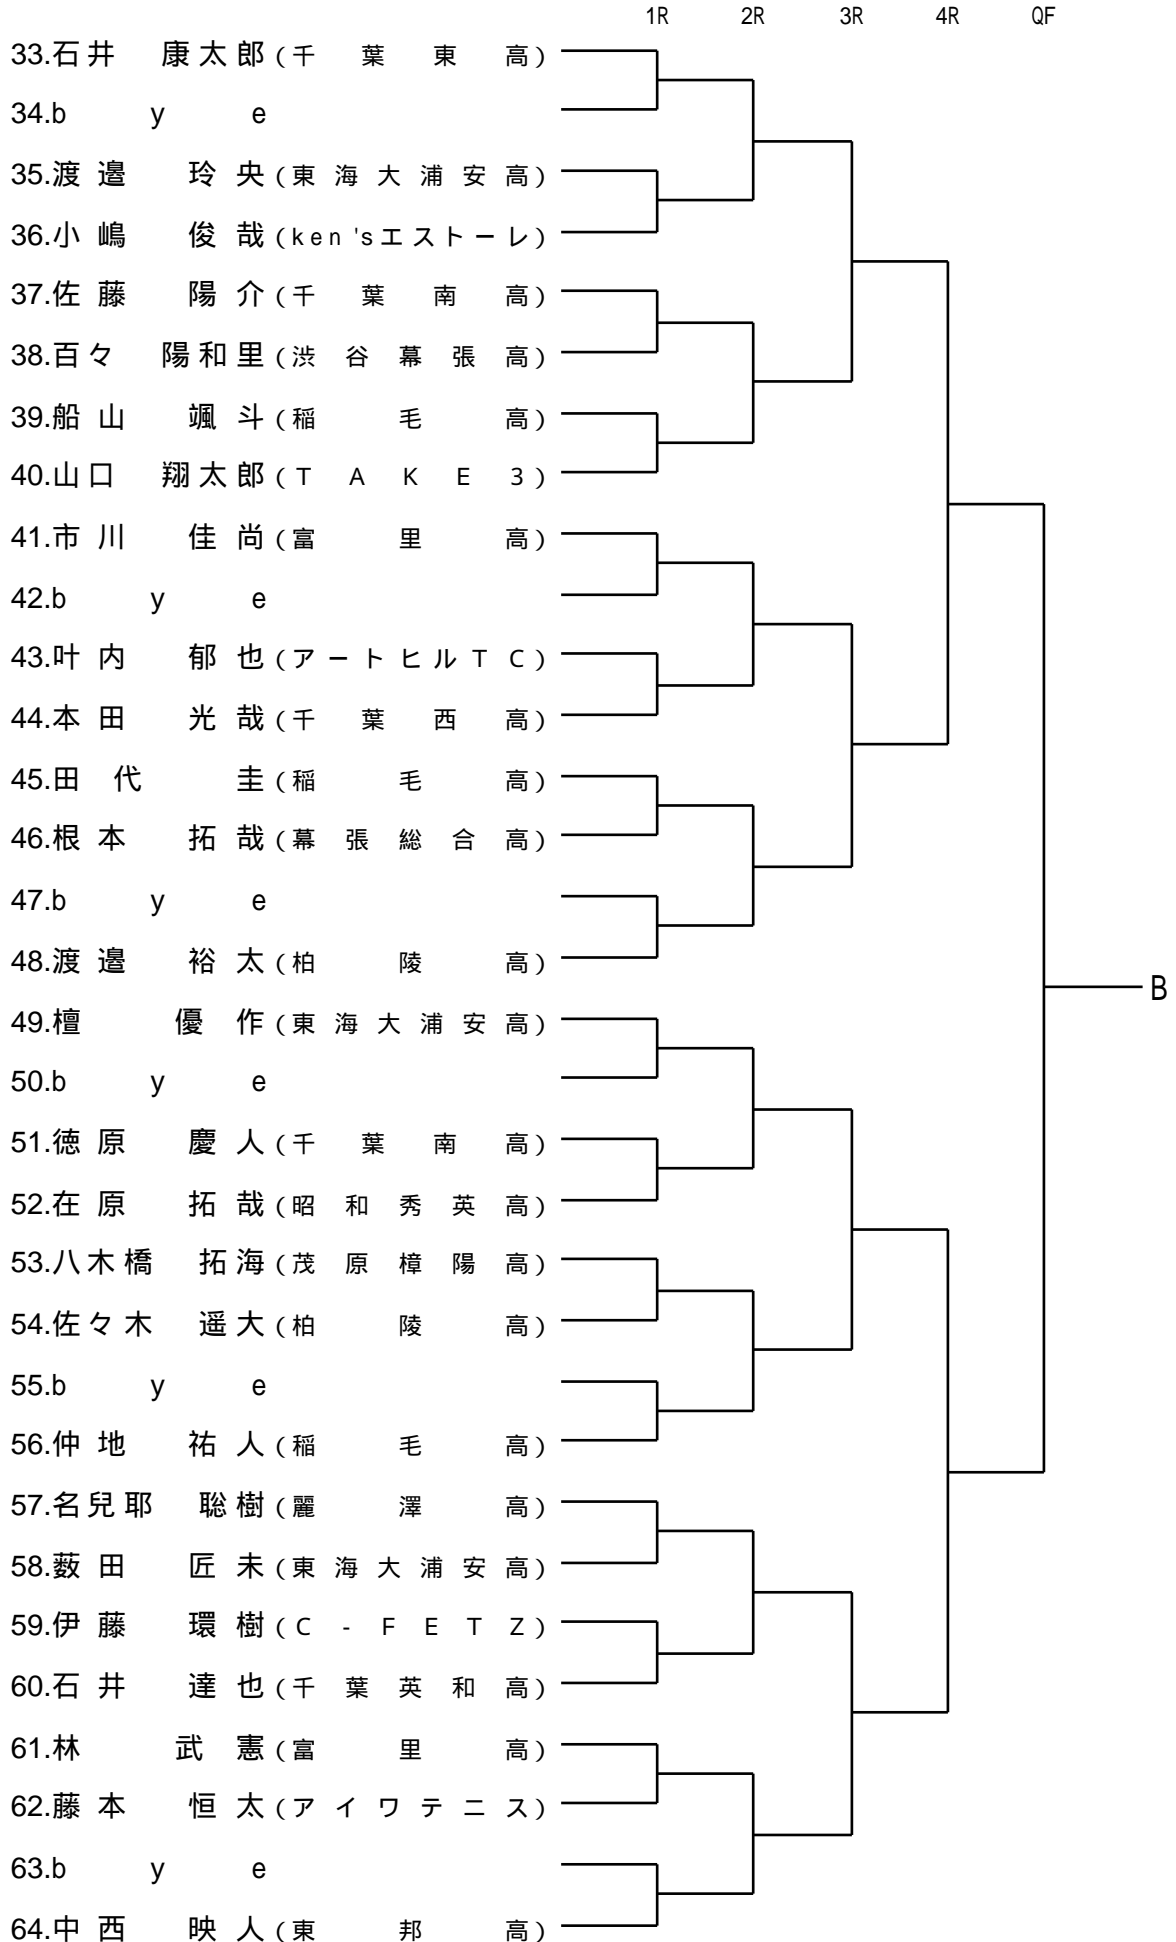 1R 2R 3R 4R QF
33.石井 康太郎(千葉東高)
34.bye
35.渡邉 玲央(東海大浦安高)
36.小嶋 俊哉(ken'sエストーレ)
37.佐藤 陽介(千葉南高)
38.百々 陽和里(渋谷幕張高)
39.船山 颯斗(稲毛高)
40.山口 翔太郎(TAKE3)
41.市川 佳尚(富里高)
42.bye
43.叶内 郁也(アートヒルTC)
44.本田 光哉(千葉西高)
45.田代 圭(稲毛高)
46.根本 拓哉(幕張総合高)
47.bye
48.渡邉 裕太(柏陵高)
B
49.檀 優作(東海大浦安高)
50.bye
51.徳原 慶人(千葉南高)
52.在原 拓哉(昭和秀英高)
53.八木橋 拓海(茂原樟陽高)
54.佐々木 遥大(柏陵高)
55.bye
56.仲地 祐人(稲毛高)
57.名兒耶 聡樹(麗澤高)
58.薮田 匠未(東海大浦安高)
59.伊藤 環樹(C-FETZ)
60.石井 達也(千葉英和高)
61.林 武憲(富里高)
62.藤本 恒太(アイワテニス)
63.bye
64.中西 映人(東邦高)